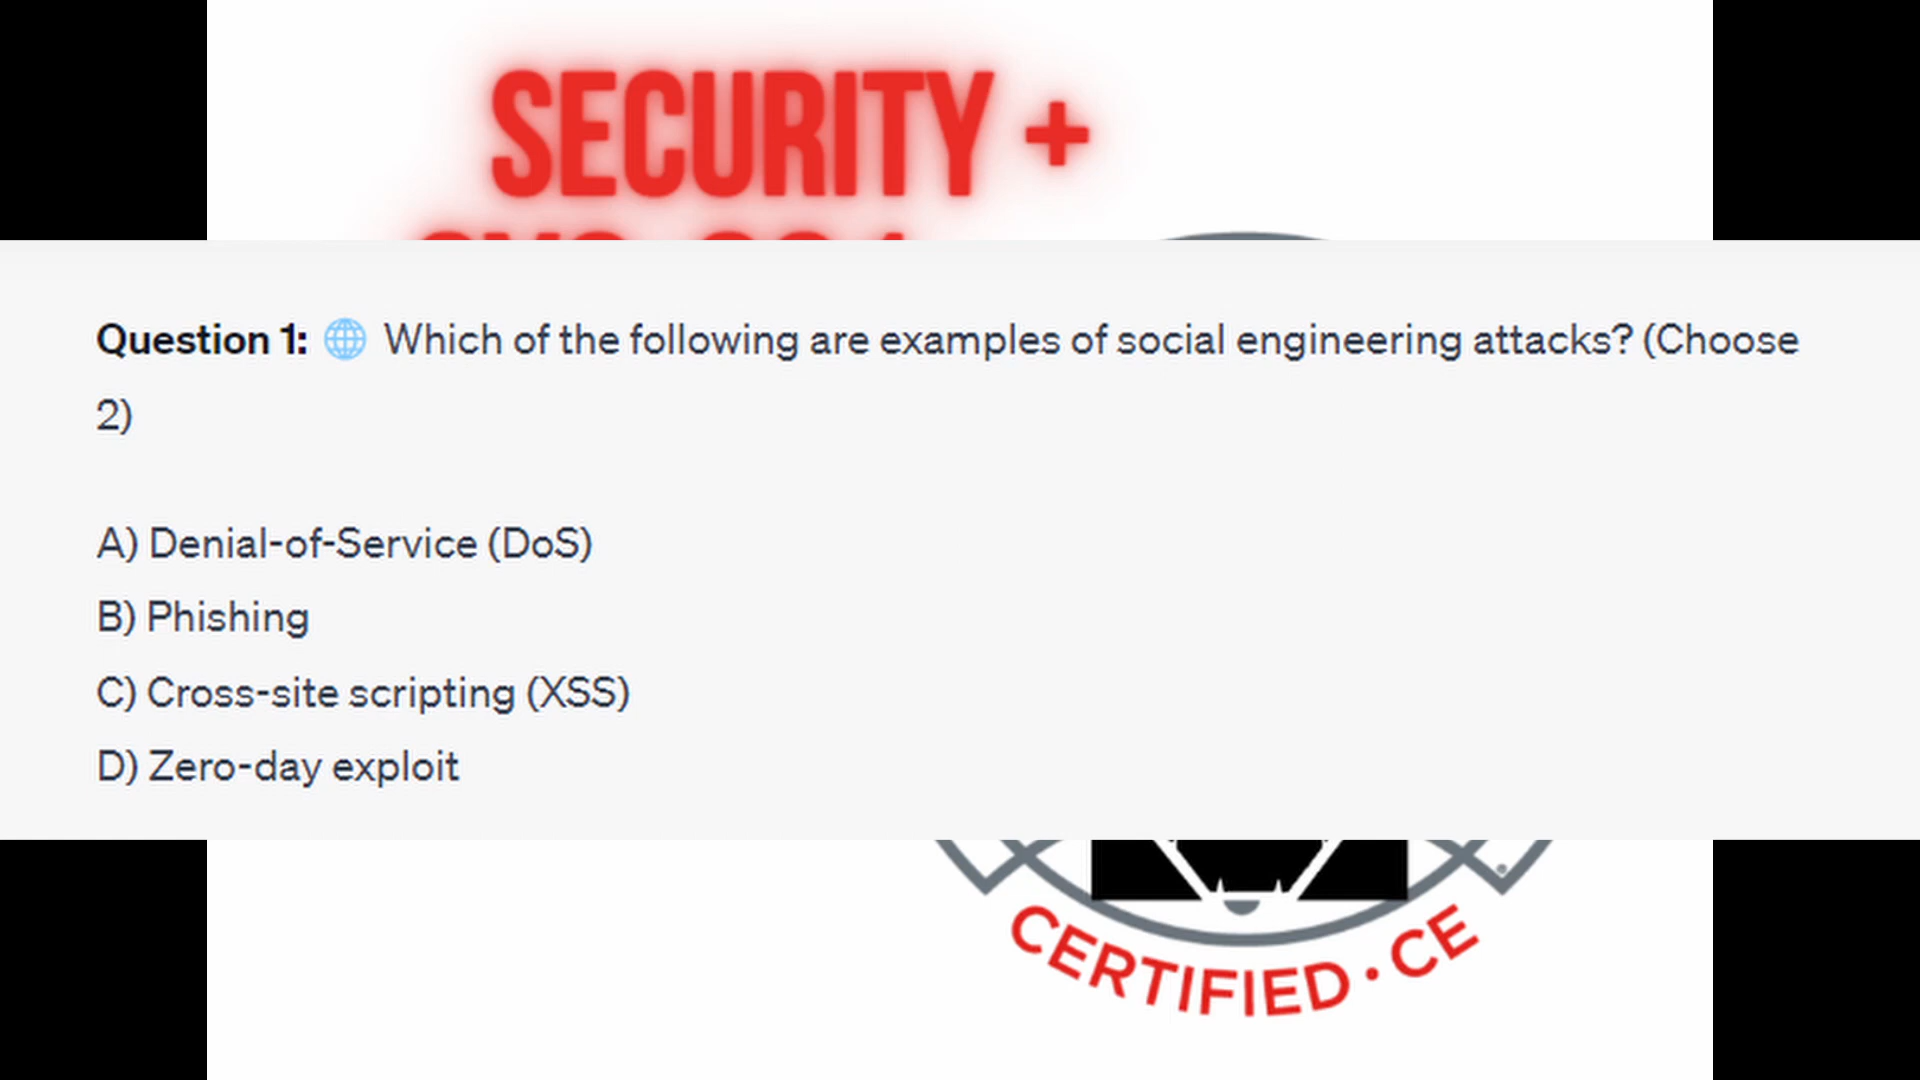 SECURITY +
Question 1: 🌐 Which of the following are examples of social engineering attacks? (Choose
2)
A) Denial-of-Service (DoS)
B) Phishing
C) Cross-site scripting (XSS)
D) Zero-day exploit
CERTIFIED • CE